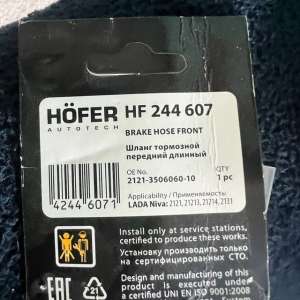 HÖFER
AUTOTECH
HF 244 607
BRAKE HOSE FRONT
Шланг тормозной
передний длинный
OE No. QTY
2121-3506060-10 1 pc
42446071
Applicability / Применяемость:
LADA Niva: 2121, 21213, 21214, 2131
Install only at service stations,
certified to produce these works.
Установку производить только
на сертифицированных СТО.
Design and manufacturing of
this product is executed under
a certified UNI EN ISO 9001:2008
System.
EAC
21